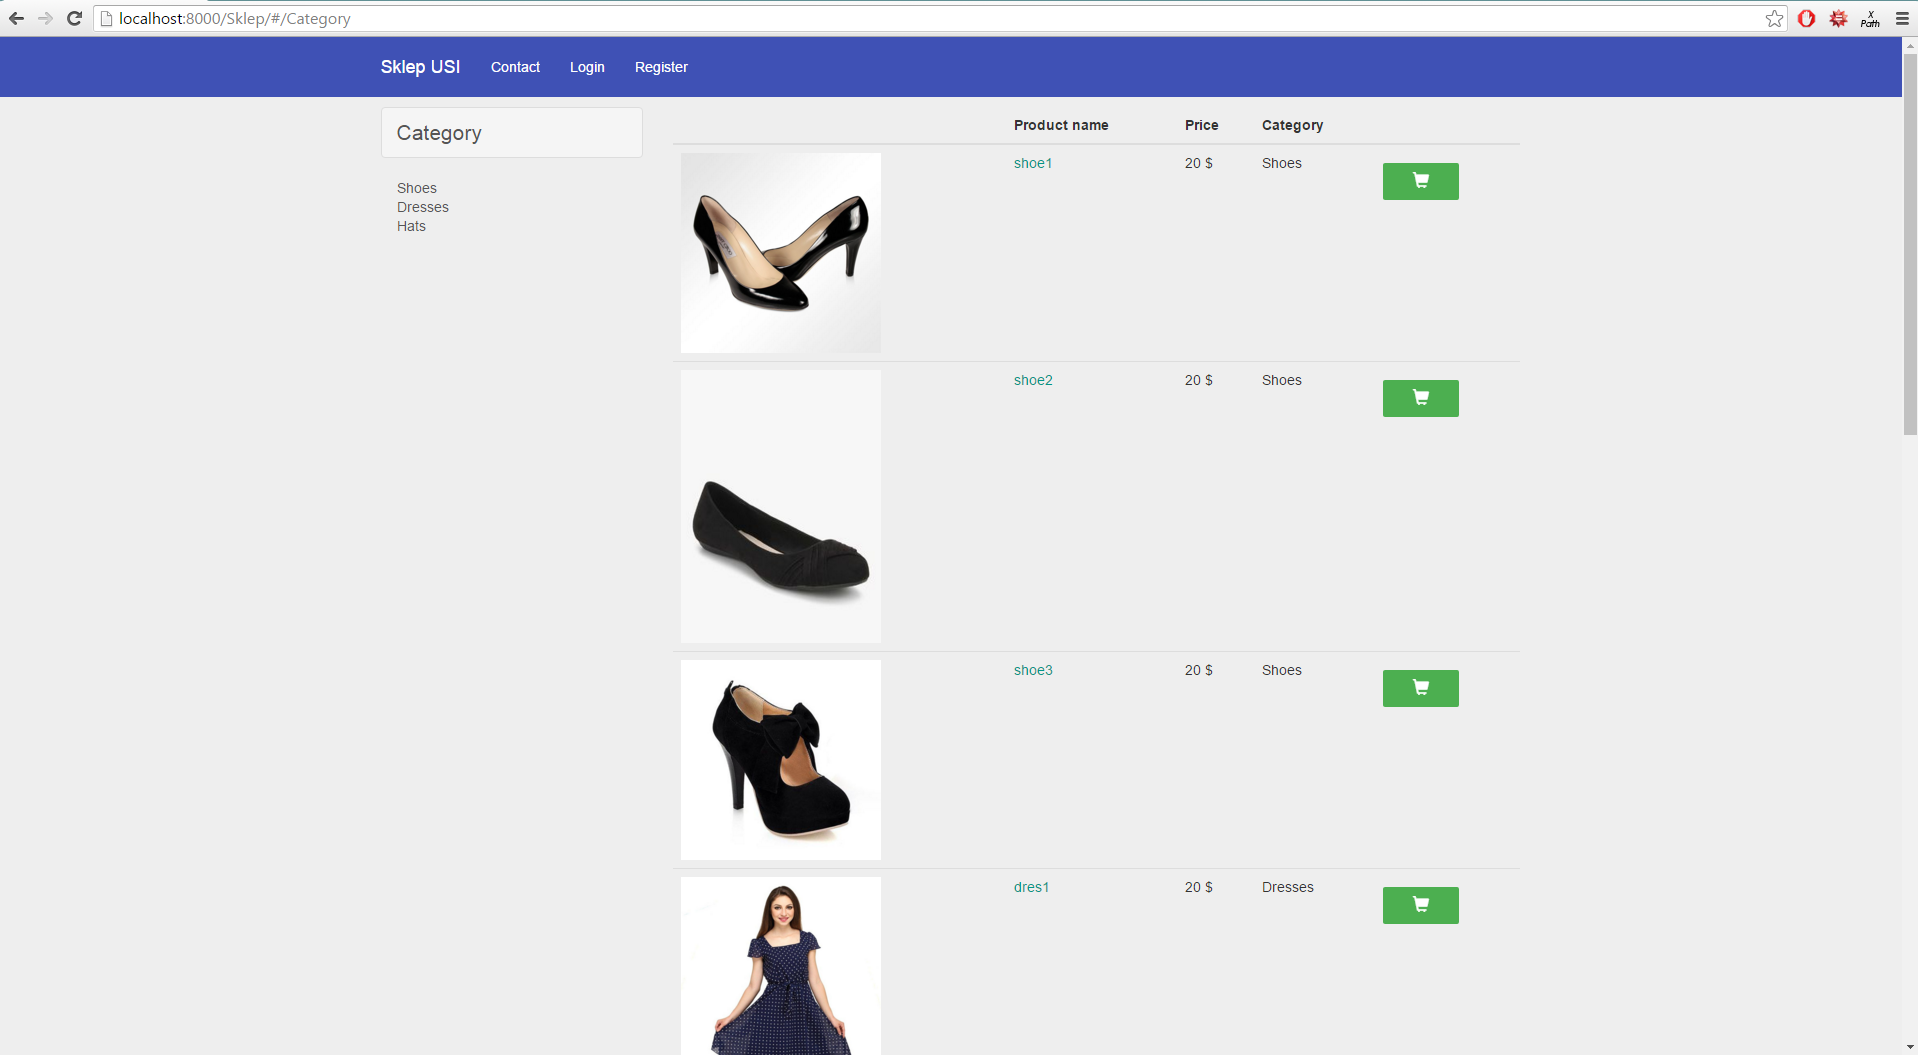 localhost:8000/Sklep/#/Category
X
Path
Sklep USI Contact Login Register
Category
Shoes
Dresses
Hats
Product name Price Category
shoe1 20 $ Shoes
shoe2 20 $ Shoes
shoe3 20 $ Shoes
dres1 20 $ Dresses